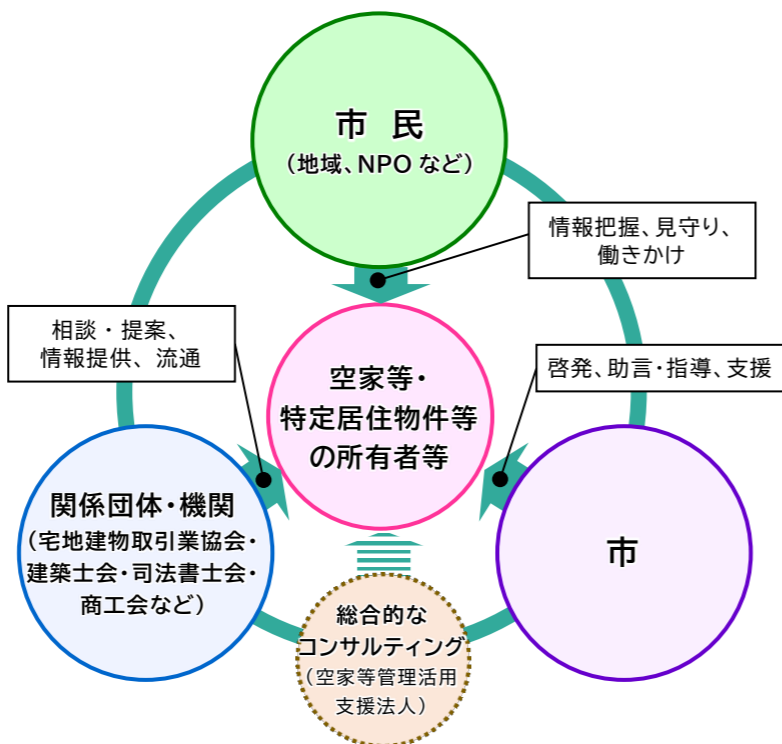 市 民
（地域、NPO など）
情報把握、見守り、
働きかけ
相談・提案、
情報提供、流通
空家等・
特定居住物件等
の所有者等
啓発、助言・指導、支援
関係団体・機関
（宅地建物取引業協会・
建築士会・司法書士会・
商工会など）
市
総合的な
コンサルティング
（空家等管理活用
支援法人）